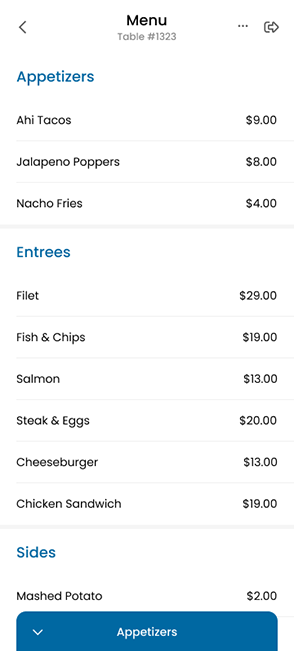 Menu
Table #1323
Appetizers
Ahi Tacos $9.00
Jalapeno Poppers $8.00
Nacho Fries $4.00
Entrees
Filet $29.00
Fish & Chips $19.00
Salmon $13.00
Steak & Eggs $20.00
Cheeseburger $13.00
Chicken Sandwich $19.00
Sides
Mashed Potato $2.00
Appetizers